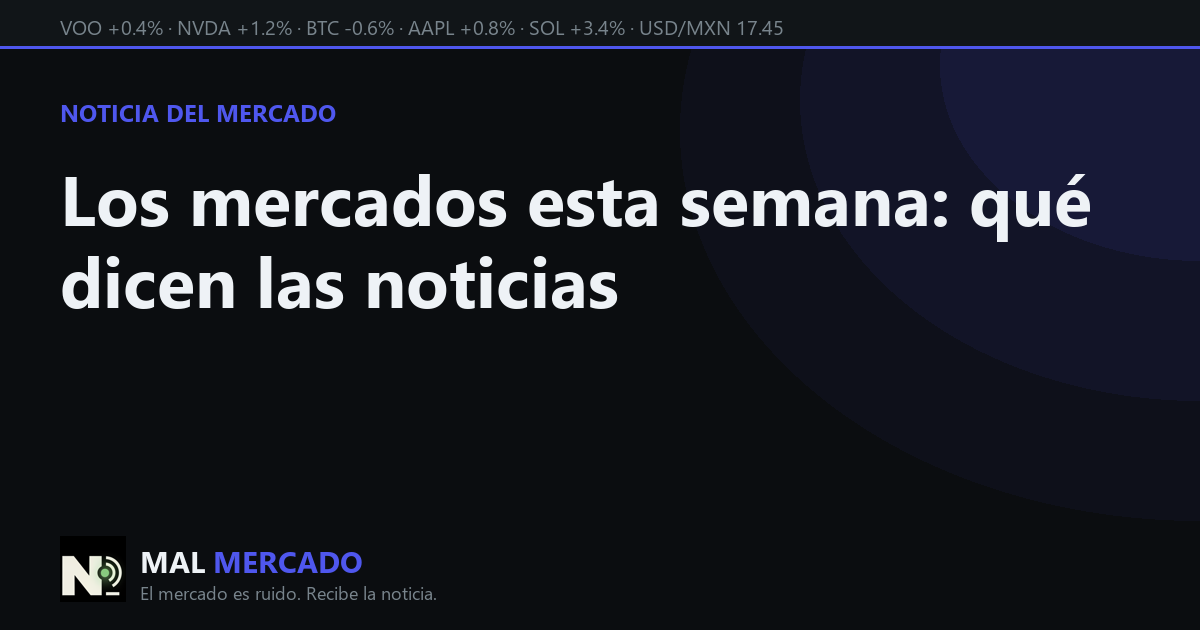 VOO +0.4% · NVDA +1.2% · BTC -0.6% · AAPL +0.8% · SOL +3.4% · USD/MXN 17.45
NOTICIA DEL MERCADO
Los mercados esta semana: qué
dicen las noticias
N
MAL MERCADO
El mercado es ruido. Recibe la noticia.